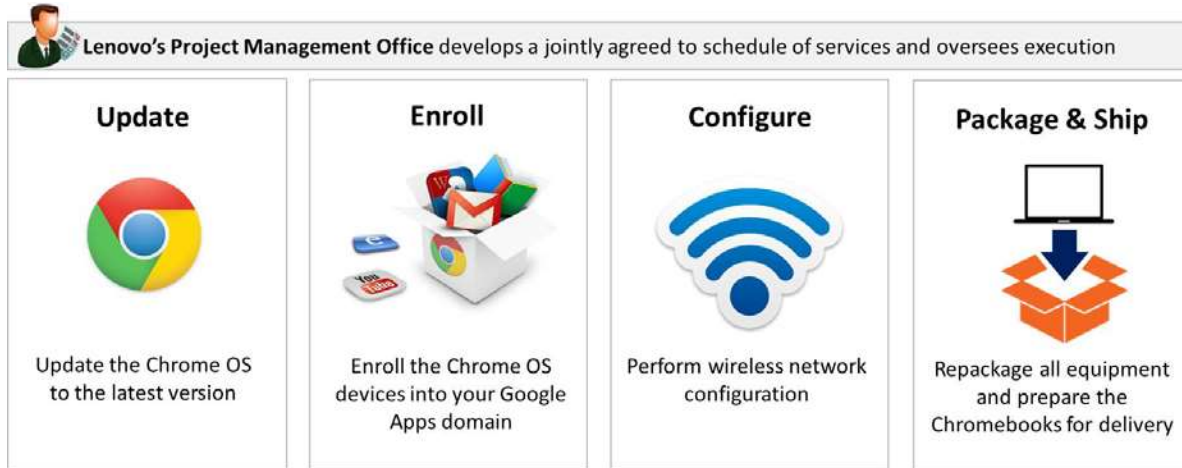 Lenovo's Project Management Office develops a jointly agreed to schedule of services and oversees execution
Update
Update the Chrome OS
to the latest version
Enroll
W
e
You
Tube
Enroll the Chrome OS
devices into your Google
Apps domain
Configure
Perform wireless network
configuration
Package & Ship
Repackage all equipment
and prepare the
Chromebooks for delivery